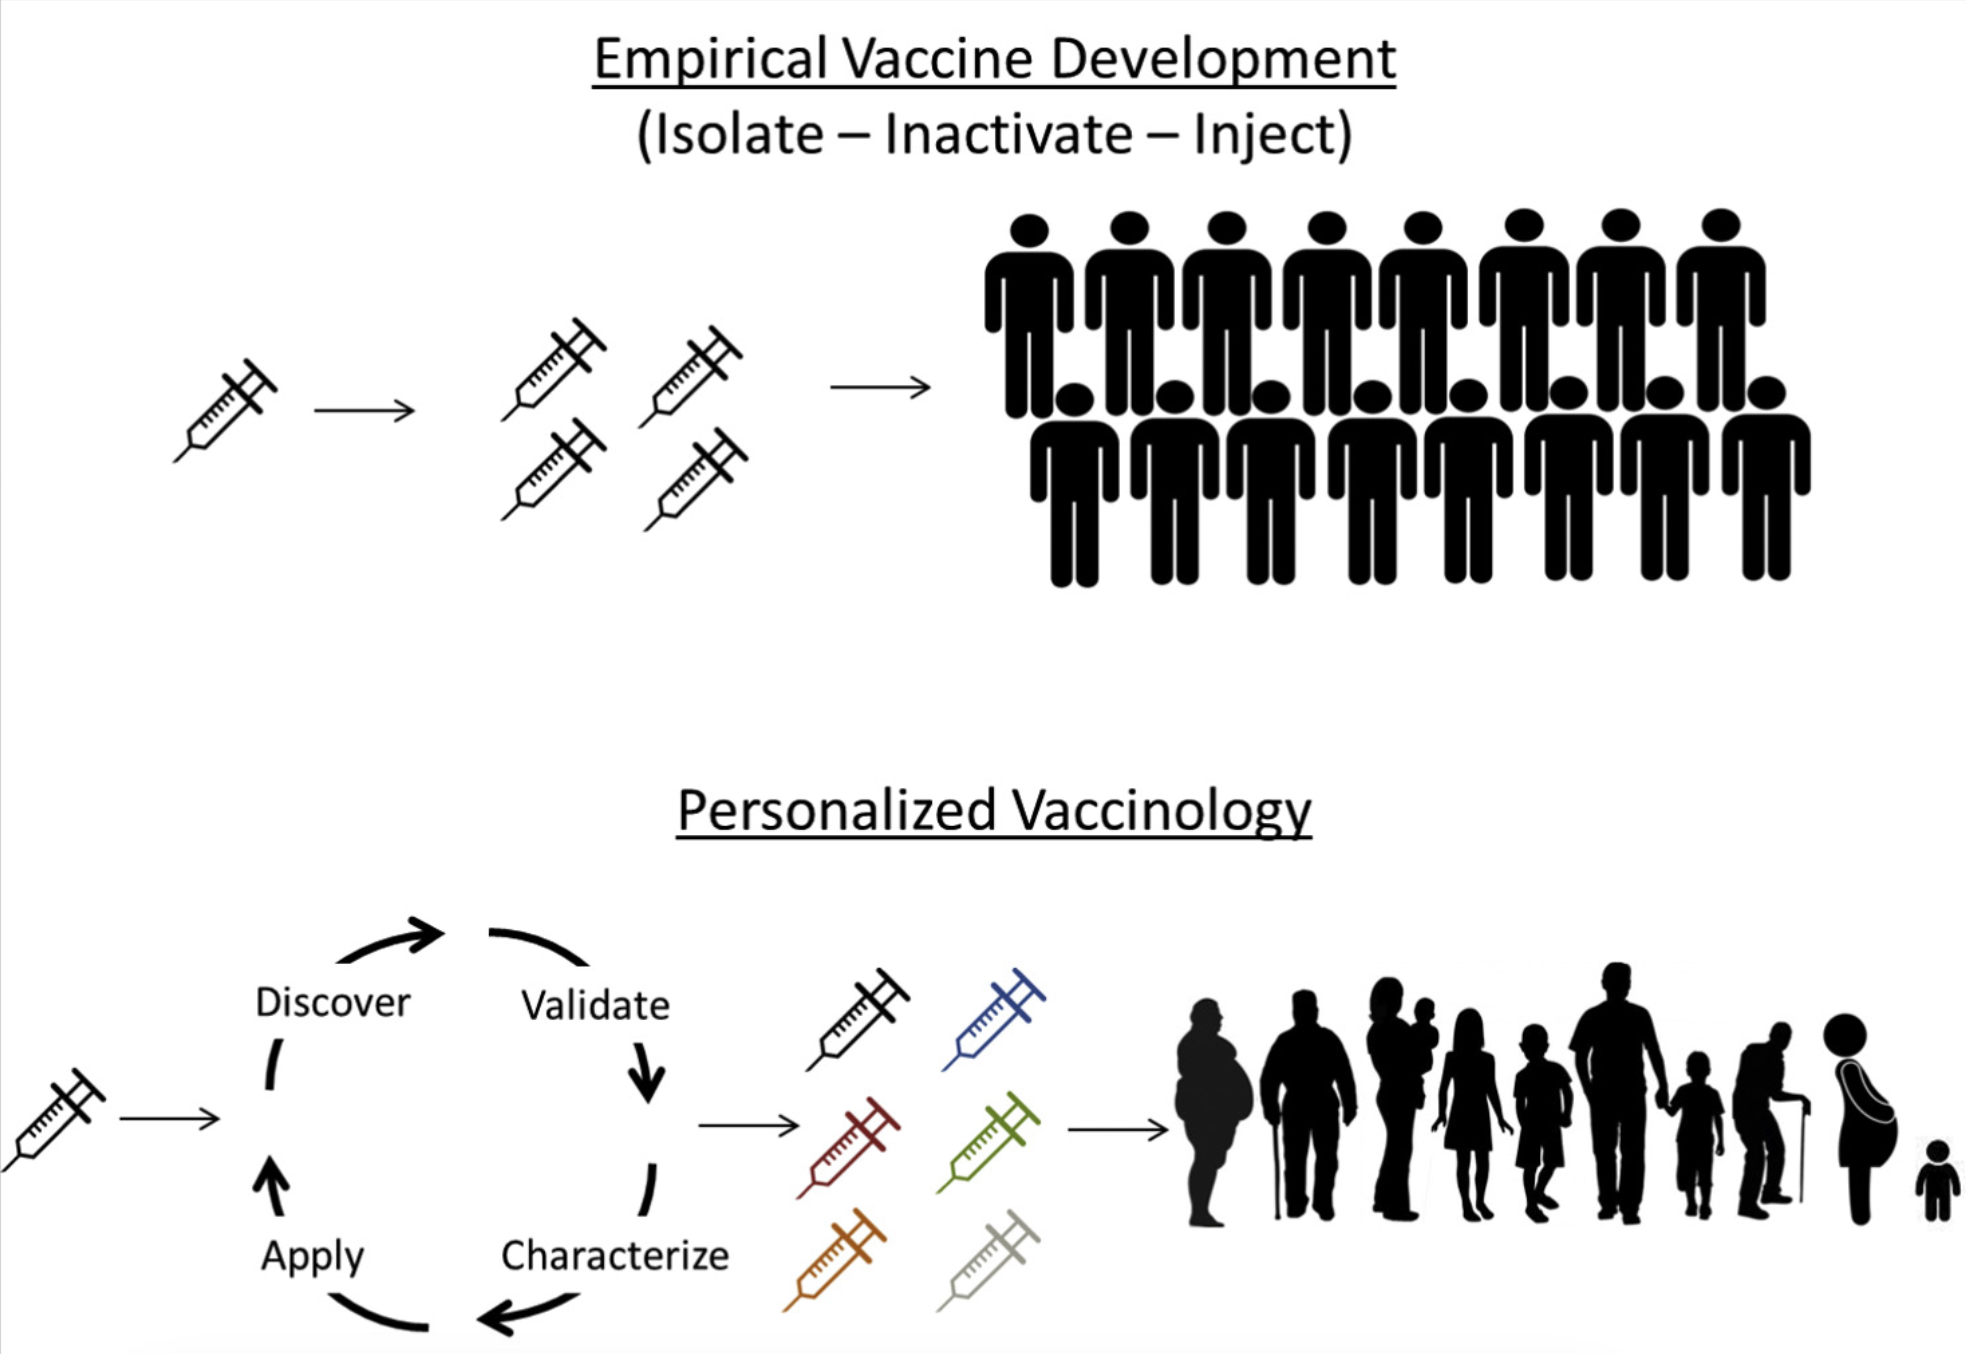 Empirical Vaccine Development
(Isolate – Inactivate – Inject)
Personalized Vaccinology
Discover
Validate
Apply
Characterize